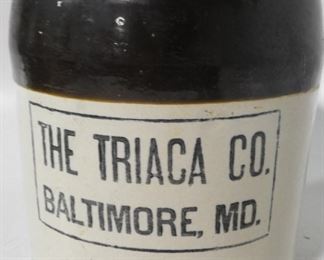 THE TRIACA CO.
BALTIMORE, MD.